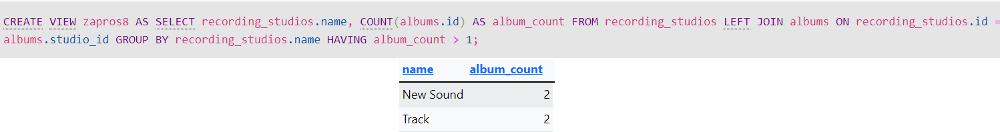 CREATE VIEW zapros8 AS SELECT recording_studios.name, COUNT(albums.id) AS album_count FROM recording_studios LEFT JOIN albums ON recording_studios.id =
albums.studio_id GROUP BY recording_studios.name HAVING album_count > 1;
name album_count
New Sound 2
Track 2